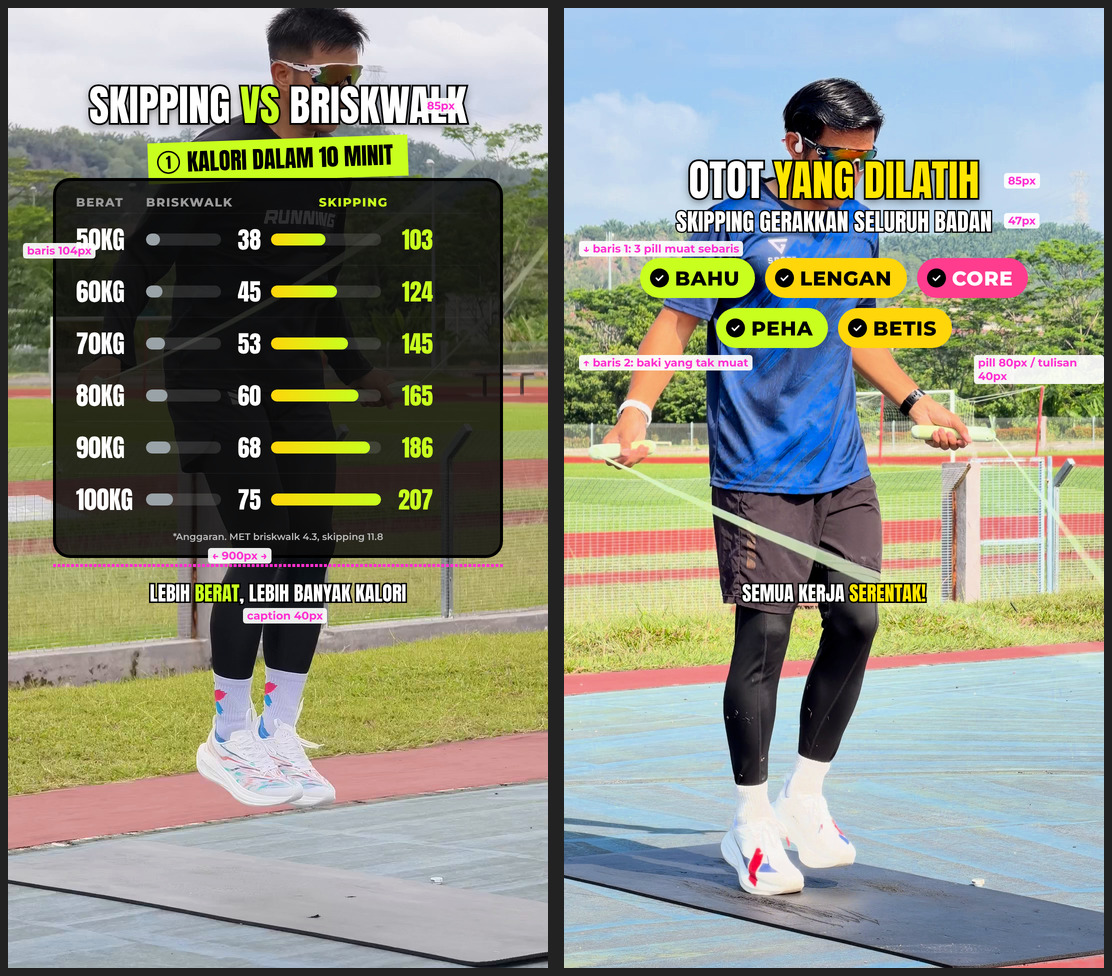 SKIPPING VS BRISKWALK
85px
① KALORI DALAM 10 MINIT
BERAT BRISKWALK SKIPPING
RUNNING
50KG 38 103
baris 104px
60KG 45 124
70KG 53 145
80KG 60 165
90KG 68 186
100KG 75 207
*Anggaran. MET briskwalk 4.3, skipping 11.8
← 900px →
LEBIH BERAT, LEBIH BANYAK KALORI
caption 40px
OTOT YANG DILATIH
85px
SKIPPING GERAKKAN SELURUH BADAN
47px
↓ baris 1: 3 pill muat sebaris
BAHU LENGAN CORE
PEHA BETIS
↑ baris 2: baki yang tak muat
pill 80px / tulisan
40px
SEMUA KERJA SERENTAK!